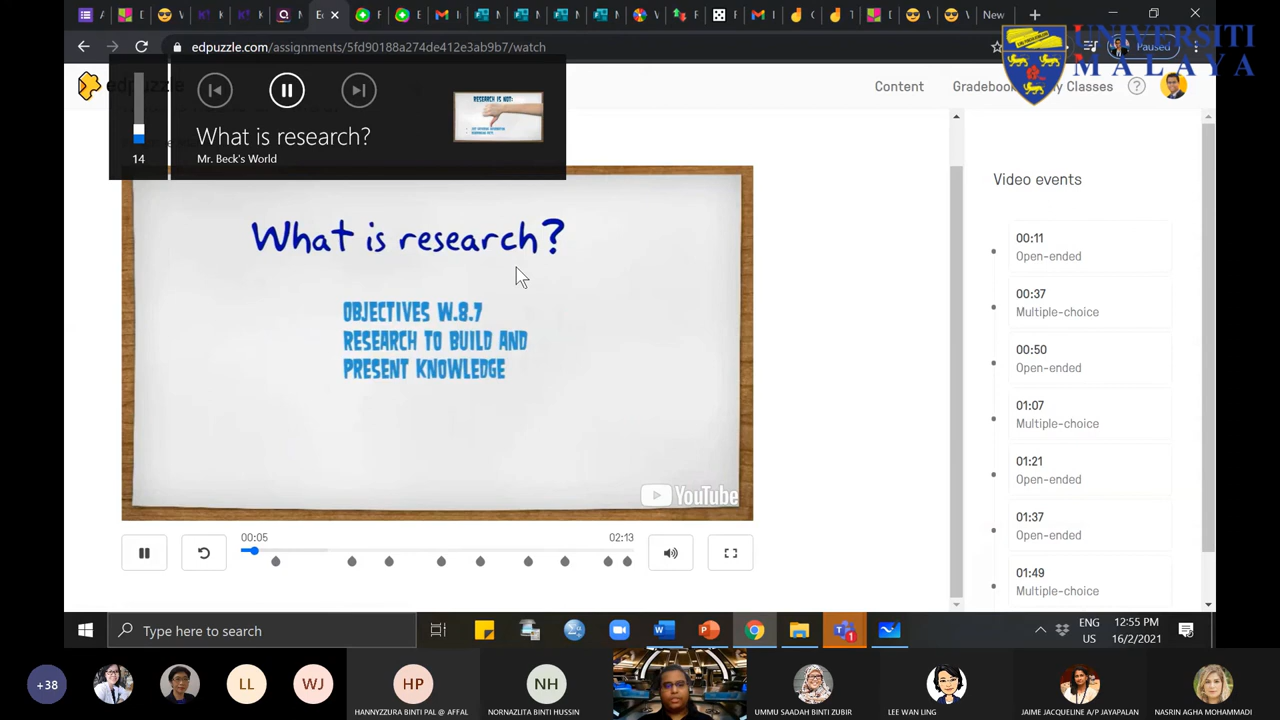 New
edpuzzle.com/assignments/5fd90188a274de412e3ab9b7/watch
Paused
UNIVERSITI
MALAYA
Content
Gradebook
My Classes
?
14
What is research?
Mr. Beck's World
RESEARCH IS NOT:
What is research?
OBJECTIVES W.8.7
RESEARCH TO BUILD AND
PRESENT KNOWLEDGE
YouTube
00:05
02:13
Video events
00:11
Open-ended
00:37
Multiple-choice
00:50
Open-ended
01:07
Multiple-choice
01:21
Open-ended
01:37
Open-ended
01:49
Multiple-choice
Type here to search
1
ENG
US
12:55 PM
16/2/2021
+38
LL
WJ
HP
NH
HANNYZZURA BINTI PAL @ AFFAL
NORNAZLITA BINTI HUSSIN
UMMU SAADAH BINTI ZUBIR
LEE WAN LING
JAIME JACQUELINE A/P JAYAPALAN
NASRIN AGHA MOHAMMADI